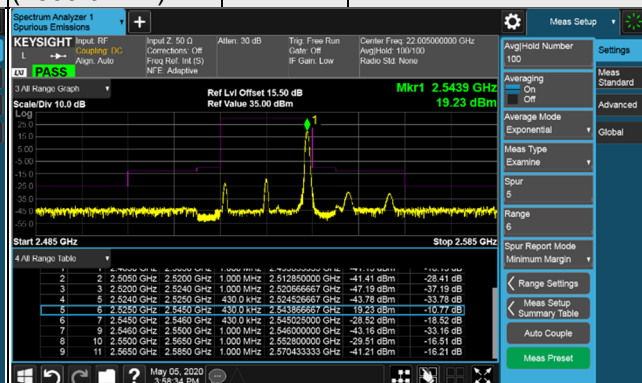 Spectrum Analyzer 1
Spurious Emissions
Meas Setup
KEYSIGHT
Input: RF
Coupling: DC
Align: Auto
Input Z: 50 Ω
Corrections: Off
Freq Ref: Int (S)
NFE: Adaptive
Atten: 30 dB
Trig: Free Run
Gate: Off
IF Gain: Low
Center Freq: 22.005000000 GHz
Avg|Hold: 100/100
Radio Std: None
L
LXI PASS
3 All Range Graph
Scale/Div 10.0 dB
Ref Lvl Offset 15.50 dB
Ref Value 35.00 dBm
Mkr1 2.5439 GHz
19.23 dBm
Log
25.0
15.0
5.00
-5.00
-15.0
-25.0
-35.0
-45.0
-55.0
1
Start 2.485 GHz
Stop 2.585 GHz
4 All Range Table
2 2 2.5050 GHz 2.5200 GHz 1.000 MHz 2.512850000 GHz -41.41 dBm -28.41 dB
3 3 2.5200 GHz 2.5240 GHz 1.000 MHz 2.520666667 GHz -47.19 dBm -37.19 dB
4 5 2.5240 GHz 2.5250 GHz 430.0 kHz 2.524526667 GHz -43.78 dBm -33.78 dB
5 6 2.5250 GHz 2.5450 GHz 430.0 kHz 2.543866667 GHz 19.23 dBm -10.77 dB
6 7 2.5450 GHz 2.5460 GHz 430.0 kHz 2.545025000 GHz -28.52 dBm -18.52 dB
7 9 2.5460 GHz 2.5500 GHz 1.000 MHz 2.546000000 GHz -43.16 dBm -33.16 dB
8 10 2.5500 GHz 2.5650 GHz 1.000 MHz 2.552800000 GHz -29.51 dBm -16.51 dB
9 11 2.5650 GHz 2.5850 GHz 1.000 MHz 2.570433333 GHz -41.21 dBm -16.21 dB
May 05, 2020
3:58:34 PM
Avg|Hold Number
100
Averaging
On
Off
Average Mode
Exponential
Meas Type
Examine
Spur
5
Range
6
Spur Report Mode
Minimum Margin
Range Settings
Meas Setup
Summary Table
Auto Couple
Meas Preset
Settings
Meas
Standard
Advanced
Global